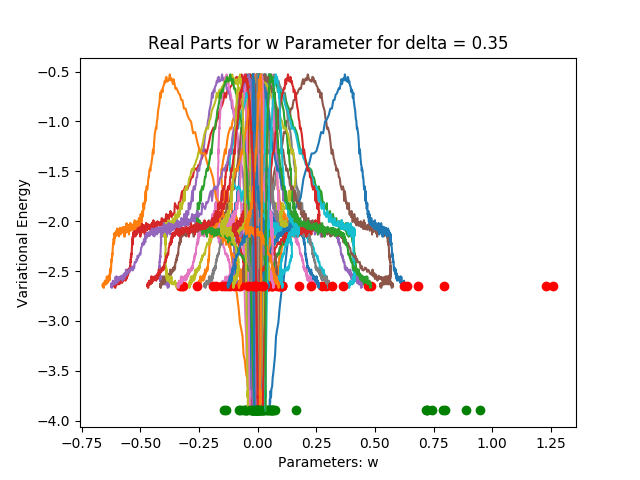 Real Parts for w Parameter for delta = 0.35
Variational Energy
−0.5
−1.0
−1.5
−2.0
−2.5
−3.0
−3.5
−4.0
−0.75 −0.50 −0.25 0.00 0.25 0.50 0.75 1.00 1.25
Parameters: w